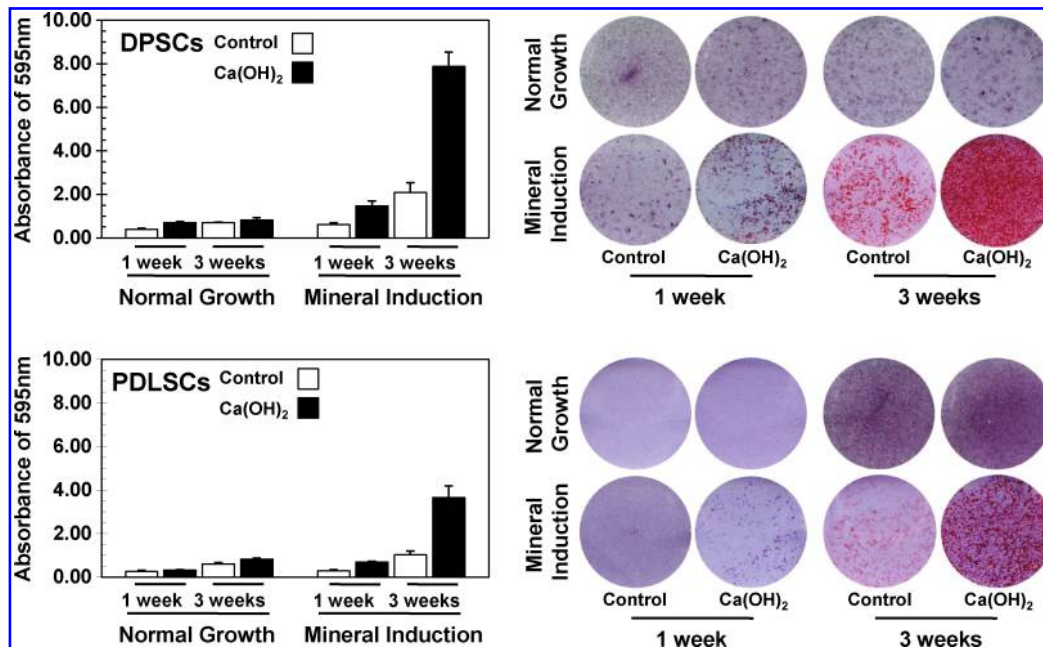 DPSCs
Control
Ca(OH)₂
Absorbance of 595nm
10.00
8.00
6.00
4.00
2.00
0.00
1 week 3 weeks 1 week 3 weeks
Normal Growth Mineral Induction
Normal Growth
Mineral Induction
Control Ca(OH)₂ Control Ca(OH)₂
1 week 3 weeks
PDLSCs
Control
Ca(OH)₂
Absorbance of 595nm
10.00
8.00
6.00
4.00
2.00
0.00
1 week 3 weeks 1 week 3 weeks
Normal Growth Mineral Induction
Normal Growth
Mineral Induction
Control Ca(OH)₂ Control Ca(OH)₂
1 week 3 weeks